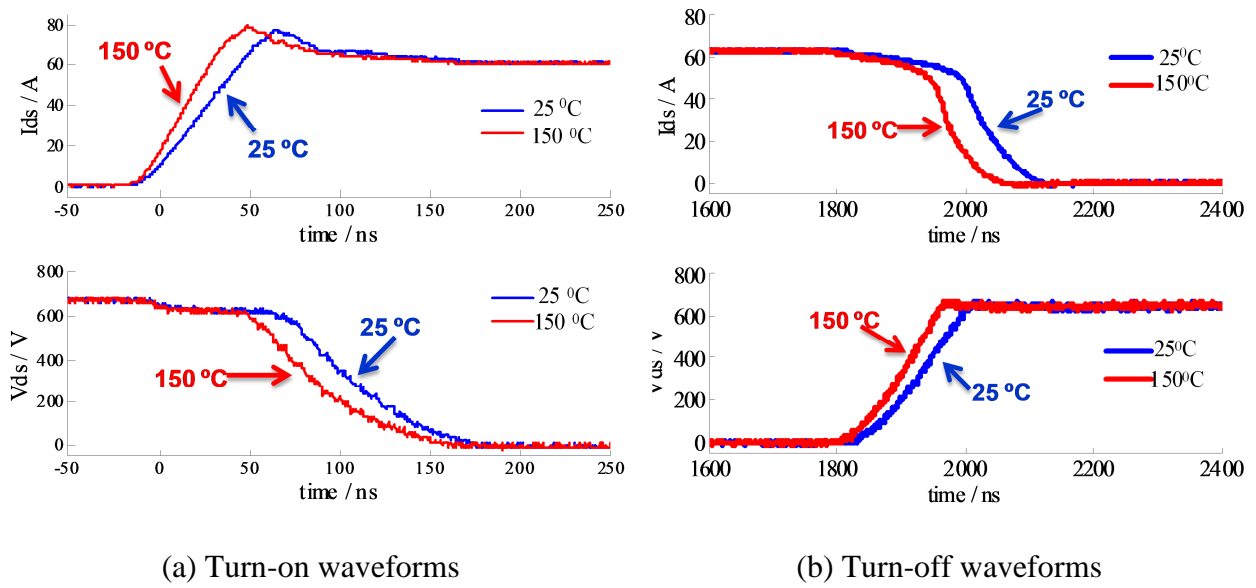 80
60
40
20
0
Ids / A
150 ºC
25 ºC
25 ⁰C
150 ⁰C
-50 0 50 100 150 200 250
time / ns
80
60
40
20
0
Ids / A
25 ºC
150 ºC
25⁰C
150⁰C
1600 1800 2000 2200 2400
time / ns
800
600
400
200
0
Vds / V
25 ºC
150 ºC
25 ⁰C
150 ⁰C
-50 0 50 100 150 200 250
time / ns
800
600
400
200
0
Vds / V
150 ºC
25 ºC
25⁰C
150⁰C
1600 1800 2000 2200 2400
time / ns
(a) Turn-on waveforms
(b) Turn-off waveforms